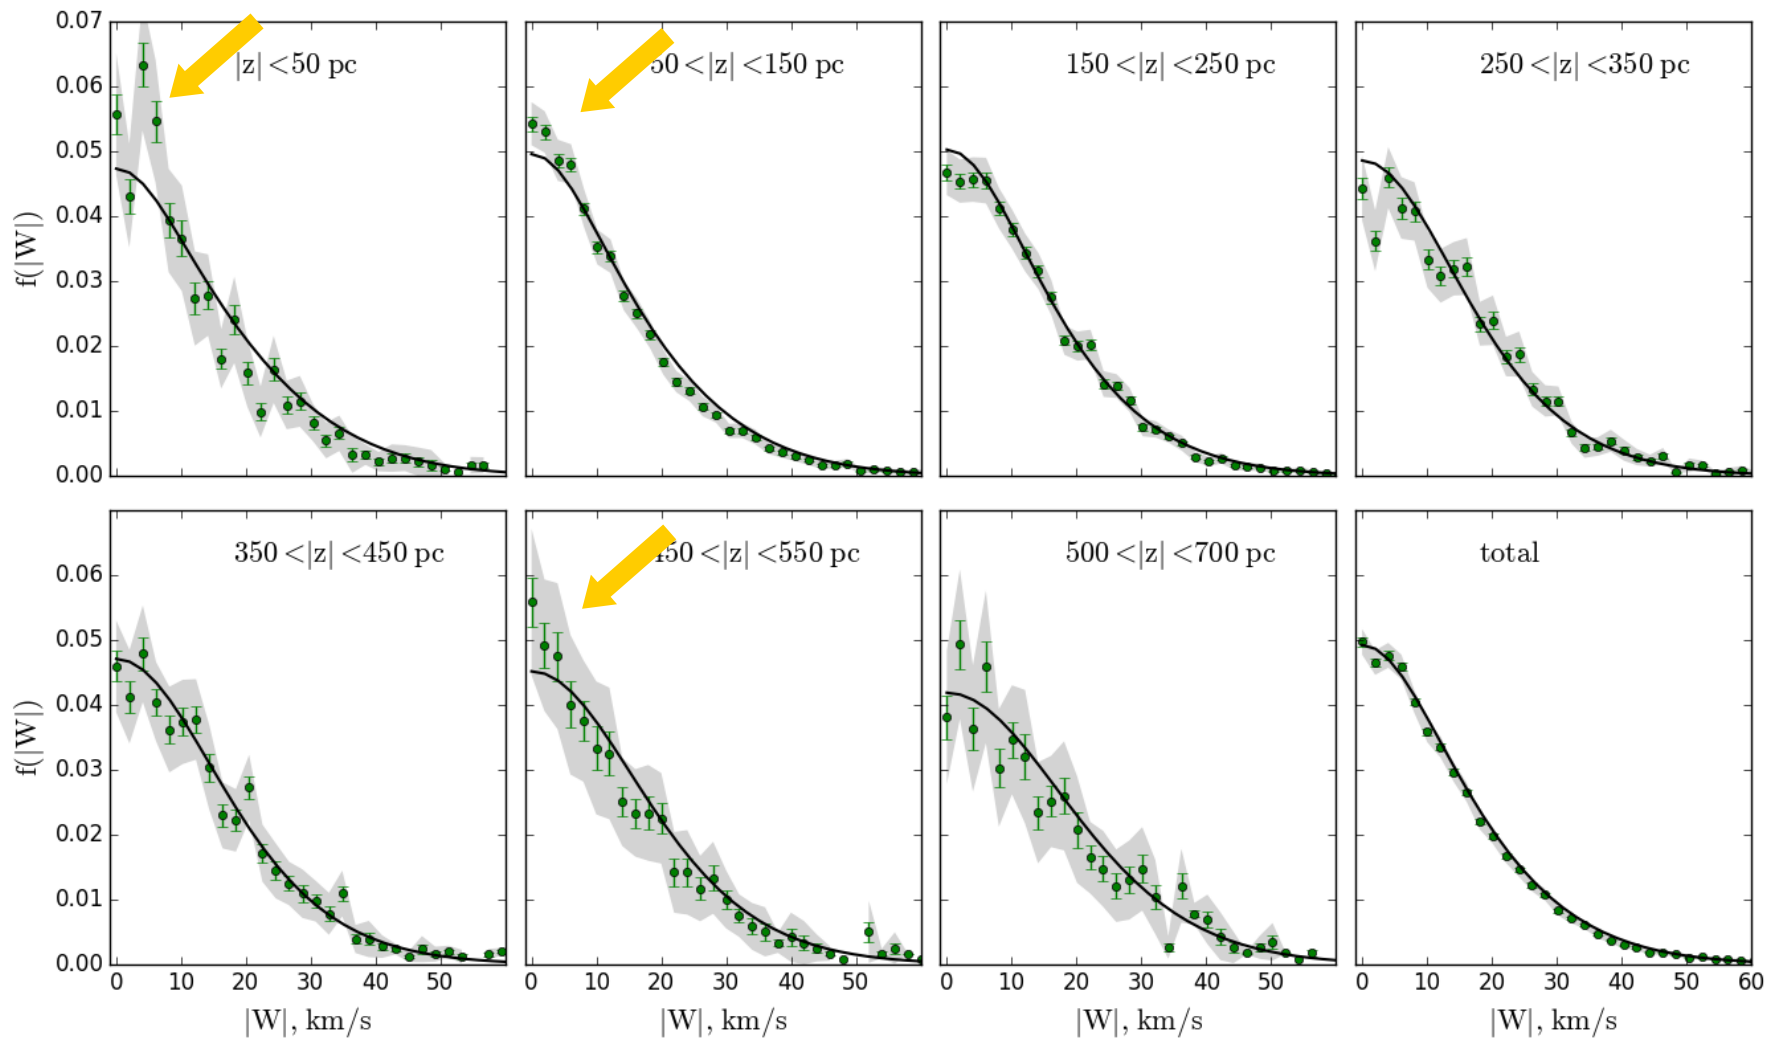 0.07
0.06
0.05
0.04
0.03
0.02
0.01
0.00
f(|W|)
|z| <50 pc
50 <|z| <150 pc
150 <|z| <250 pc
250 <|z| <350 pc
0.06
0.05
0.04
0.03
0.02
0.01
0.00
f(|W|)
350 <|z| <450 pc
450 <|z| <550 pc
500 <|z| <700 pc
total
0 10 20 30 40 50
0 10 20 30 40 50
0 10 20 30 40 50
0 10 20 30 40 50 60
|W|, km/s
|W|, km/s
|W|, km/s
|W|, km/s